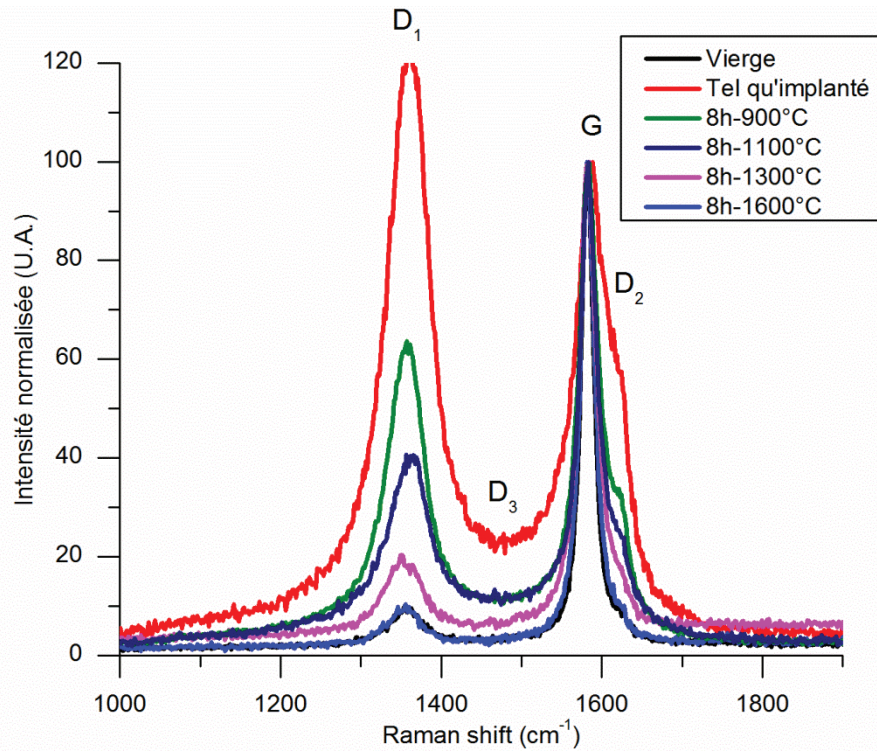 D₁
Vierge
Tel qu'implanté
8h-900°C
8h-1100°C
8h-1300°C
8h-1600°C
G
D₂
D₃
120
100
80
60
40
20
0
Intensité normalisée (U.A.)
1000
1200
1400
1600
1800
Raman shift (cm⁻¹)